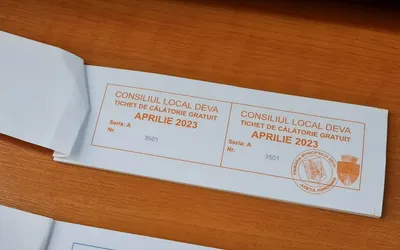 CONSILIUL LOCAL DEVA
TICHET DE CĂLĂTORIE GRATUIT
APRILIE 2023
Seria: A
Nr. 3501
CONSILIUL LOCAL DEVA
TICHET DE CĂLĂTORIE GRATUIT
APRILIE 2023
Seria: A
Nr. 3501